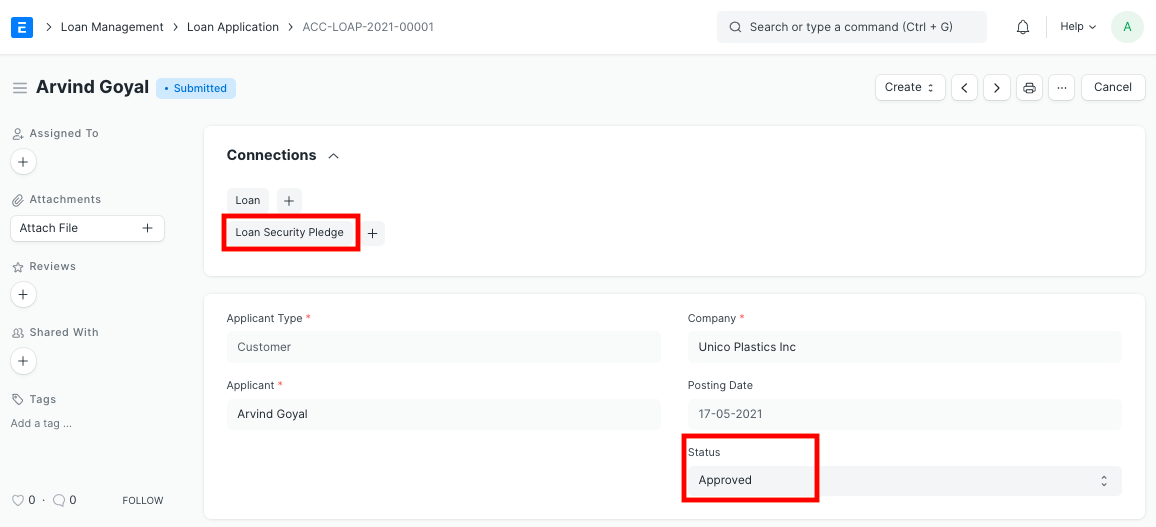 E > Loan Management > Loan Application > ACC-LOAP-2021-00001 Search or type a command (Ctrl + G) Help A
Arvind Goyal • Submitted Create ... Cancel
Assigned To
+
Attachments
Attach File +
Reviews
+
Shared With
+
Tags
Add a tag ...
0 · 0 FOLLOW
Connections
Loan +
Loan Security Pledge +
Applicant Type *
Customer
Applicant *
Arvind Goyal
Company *
Unico Plastics Inc
Posting Date
17-05-2021
Status
Approved